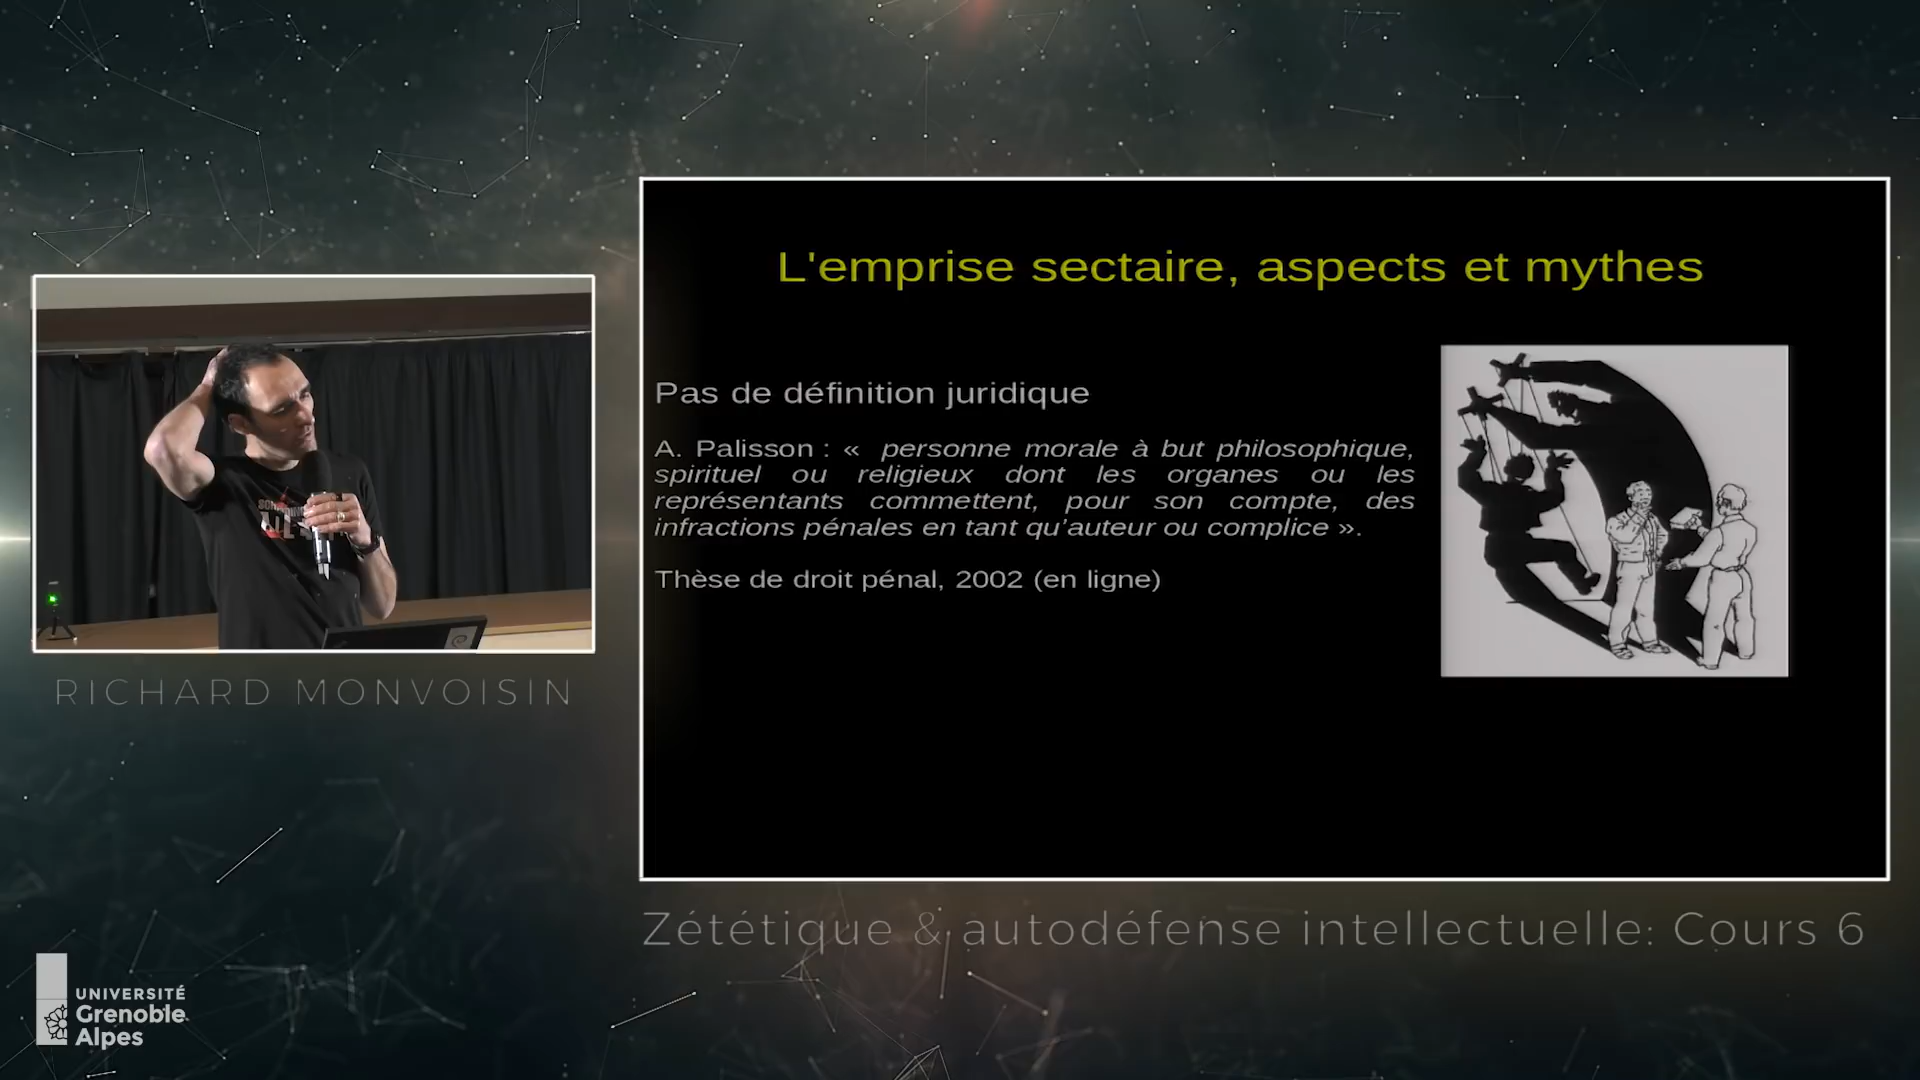 L'emprise sectaire, aspects et mythes
Pas de définition juridique
A. Palisson : « personne morale à but philosophique,
spirituel ou religieux dont les organes ou les
représentants commettent, pour son compte, des
infractions pénales en tant qu'auteur ou complice ».
Thèse de droit pénal, 2002 (en ligne)
RICHARD MONVOISIN
Zététique & autodéfense intellectuelle: Cours 6
UNIVERSITÉ
Grenoble
Alpes